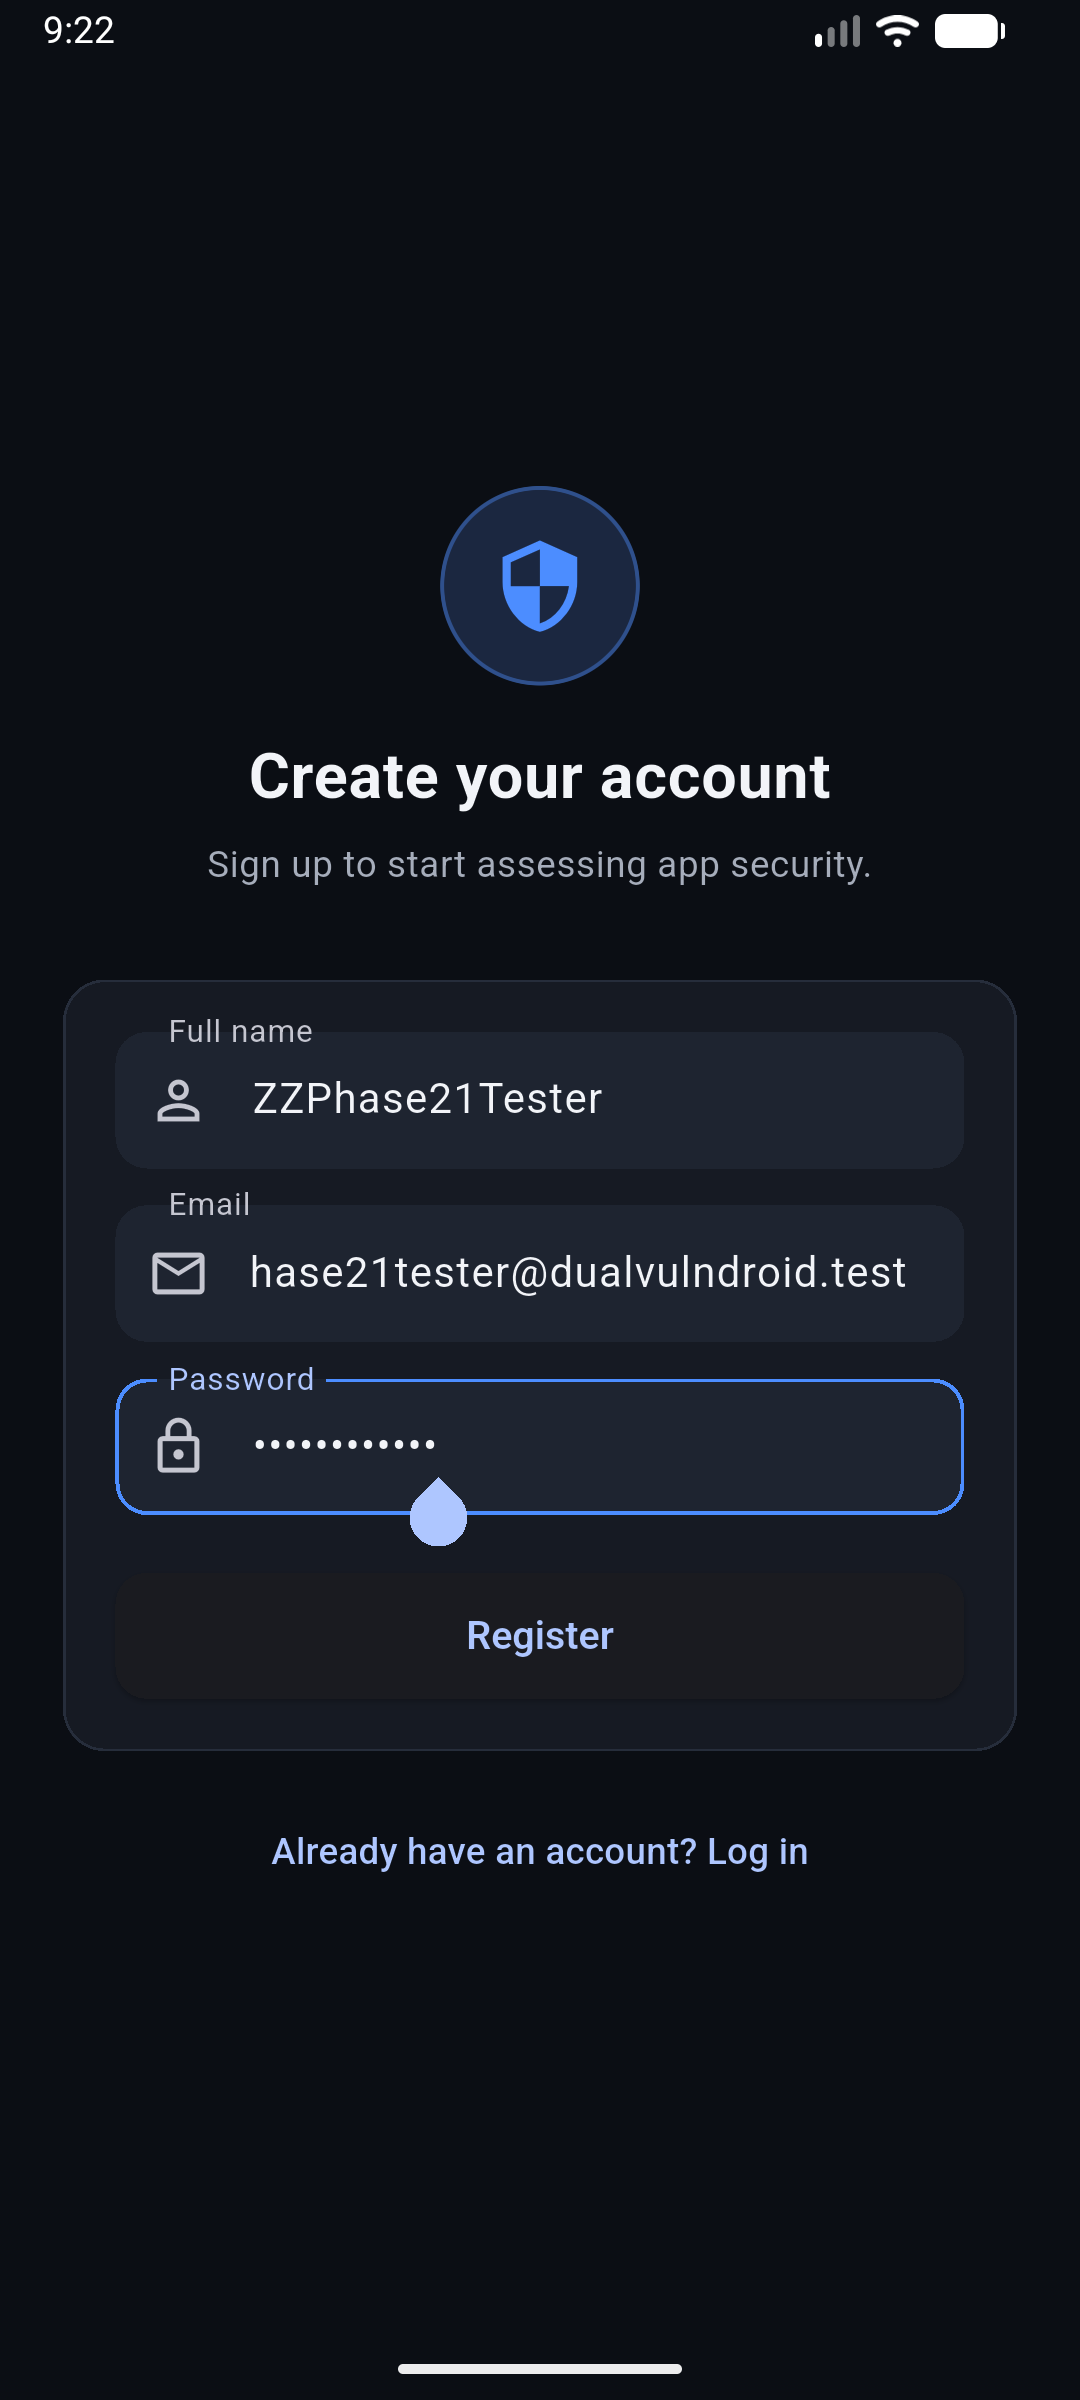 9:22
Create your account
Sign up to start assessing app security.
Full name
ZZPhase21Tester
Email
hase21tester@dualvulndroid.test
Password
••••••••••••
Register
Already have an account? Log in